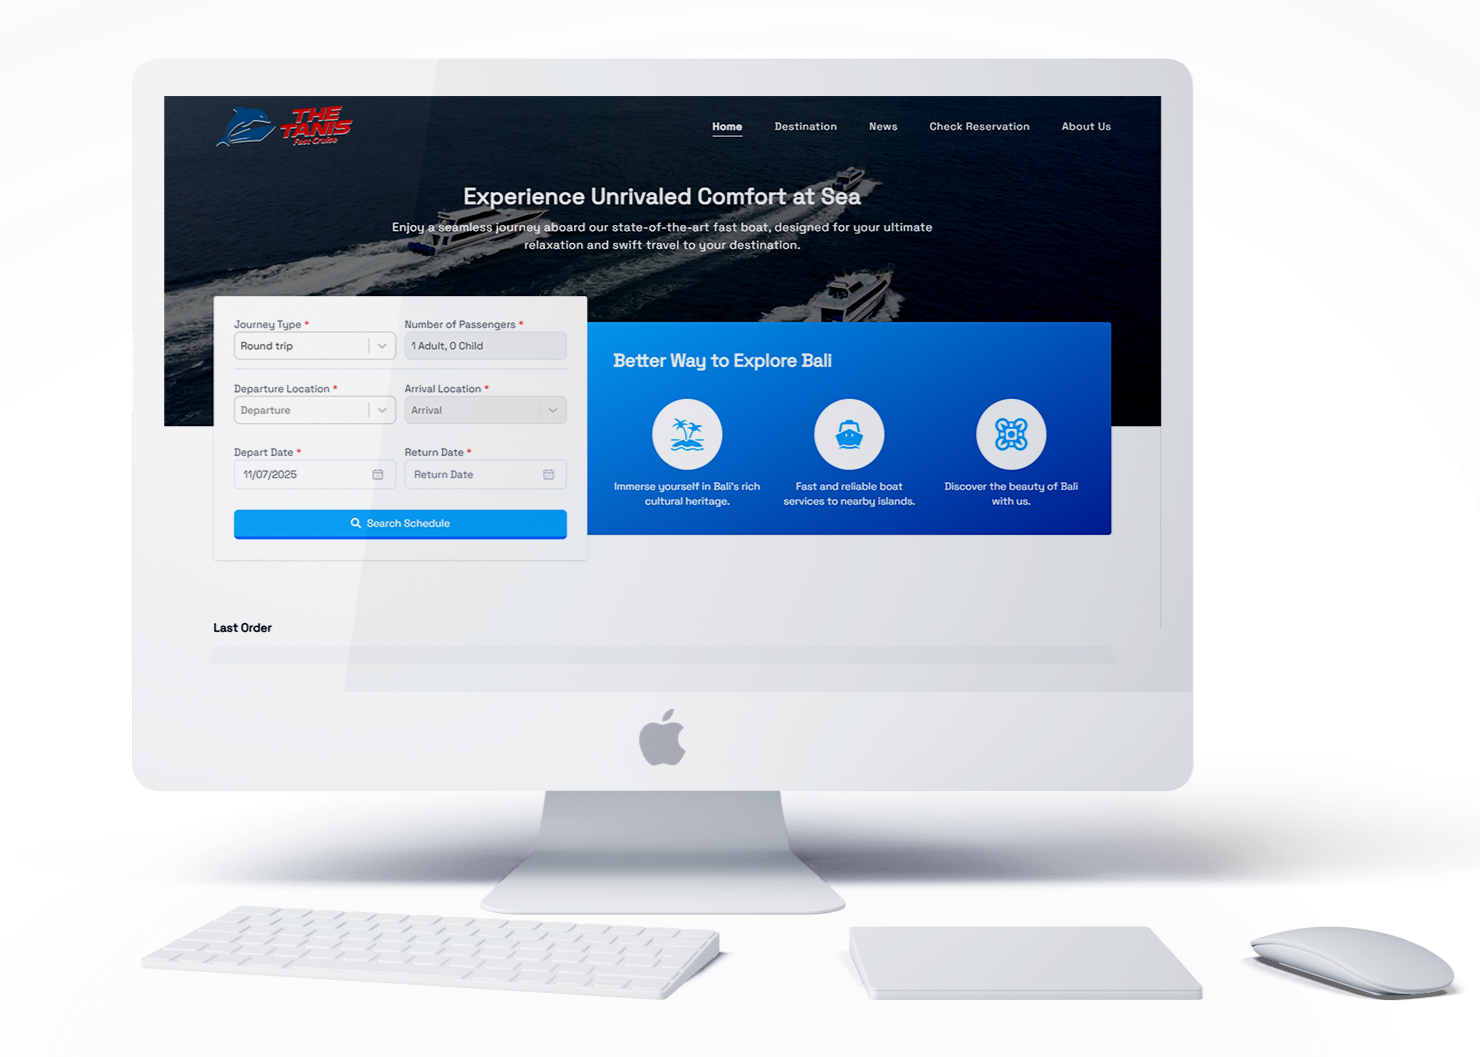 THE
TANIS
Fast Cruise
Home Destination News Check Reservation About Us
Experience Unrivaled Comfort at Sea
Enjoy a seamless journey aboard our state-of-the-art fast boat, designed for your ultimate
relaxation and swift travel to your destination.
Journey Type * Number of Passengers *
Round trip 1 Adult, 0 Child
Departure Location * Arrival Location *
Departure Arrival
Depart Date * Return Date *
11/07/2025 Return Date
Search Schedule
Better Way to Explore Bali
Immerse yourself in Bali's rich
cultural heritage.
Fast and reliable boat
services to nearby islands.
Discover the beauty of Bali
with us.
Last Order